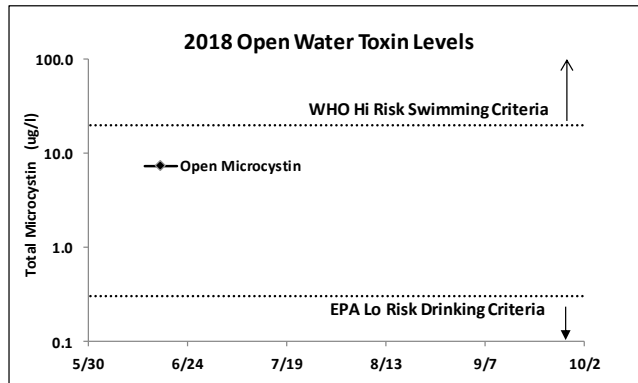 2018 Open Water Toxin Levels
100.0
WHO Hi Risk Swimming Criteria
10.0
Open Microcystin
Total Microcystin (ug/l)
1.0
EPA Lo Risk Drinking Criteria
0.1
5/30 6/24 7/19 8/13 9/7 10/2